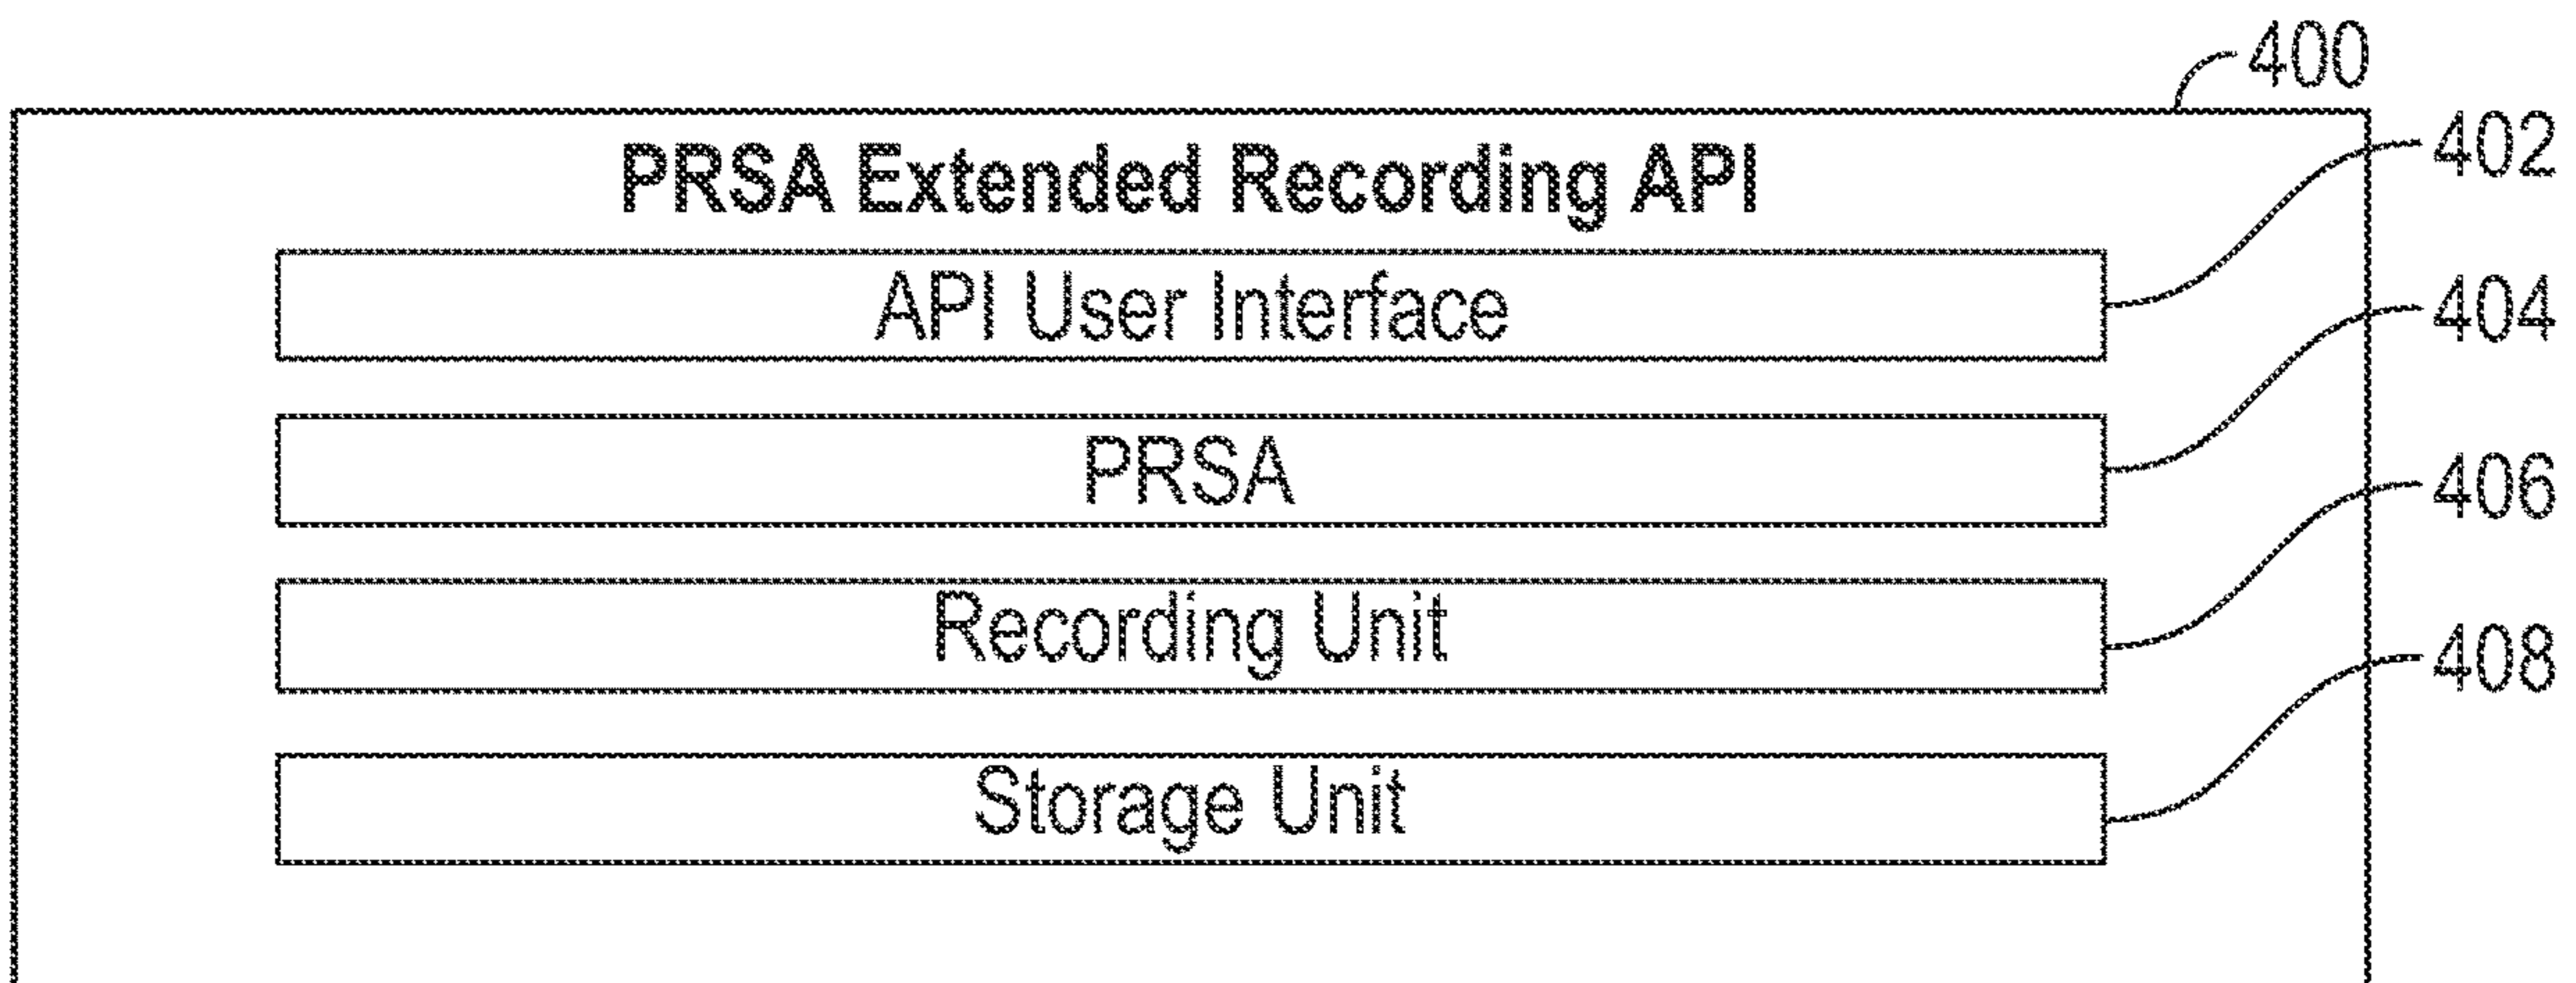 400
PRSA Extended Recording API
402
API User Interface
404
PRSA
406
Recording Unit
408
Storage Unit